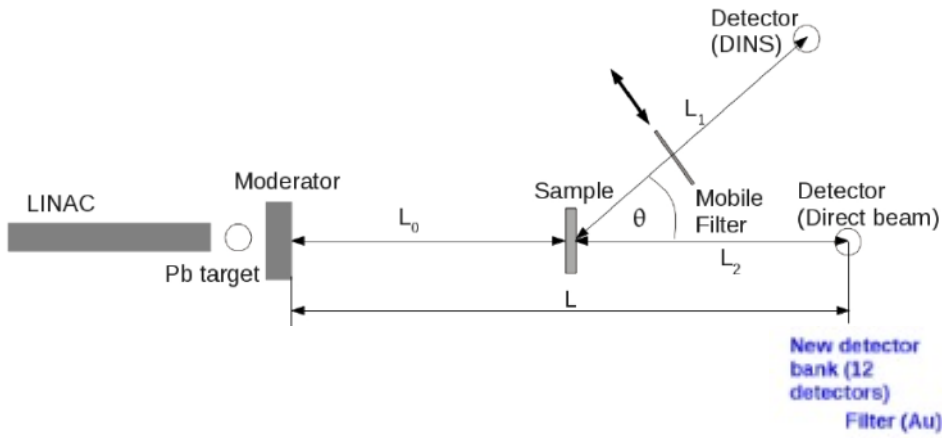 Detector
(DINS)
L1
Moderator
LINAC
Sample
Mobile
Filter
Detector
(Direct beam)
L0
θ
L2
Pb target
L
New detector
bank (12
detectors)
Filter (Au)